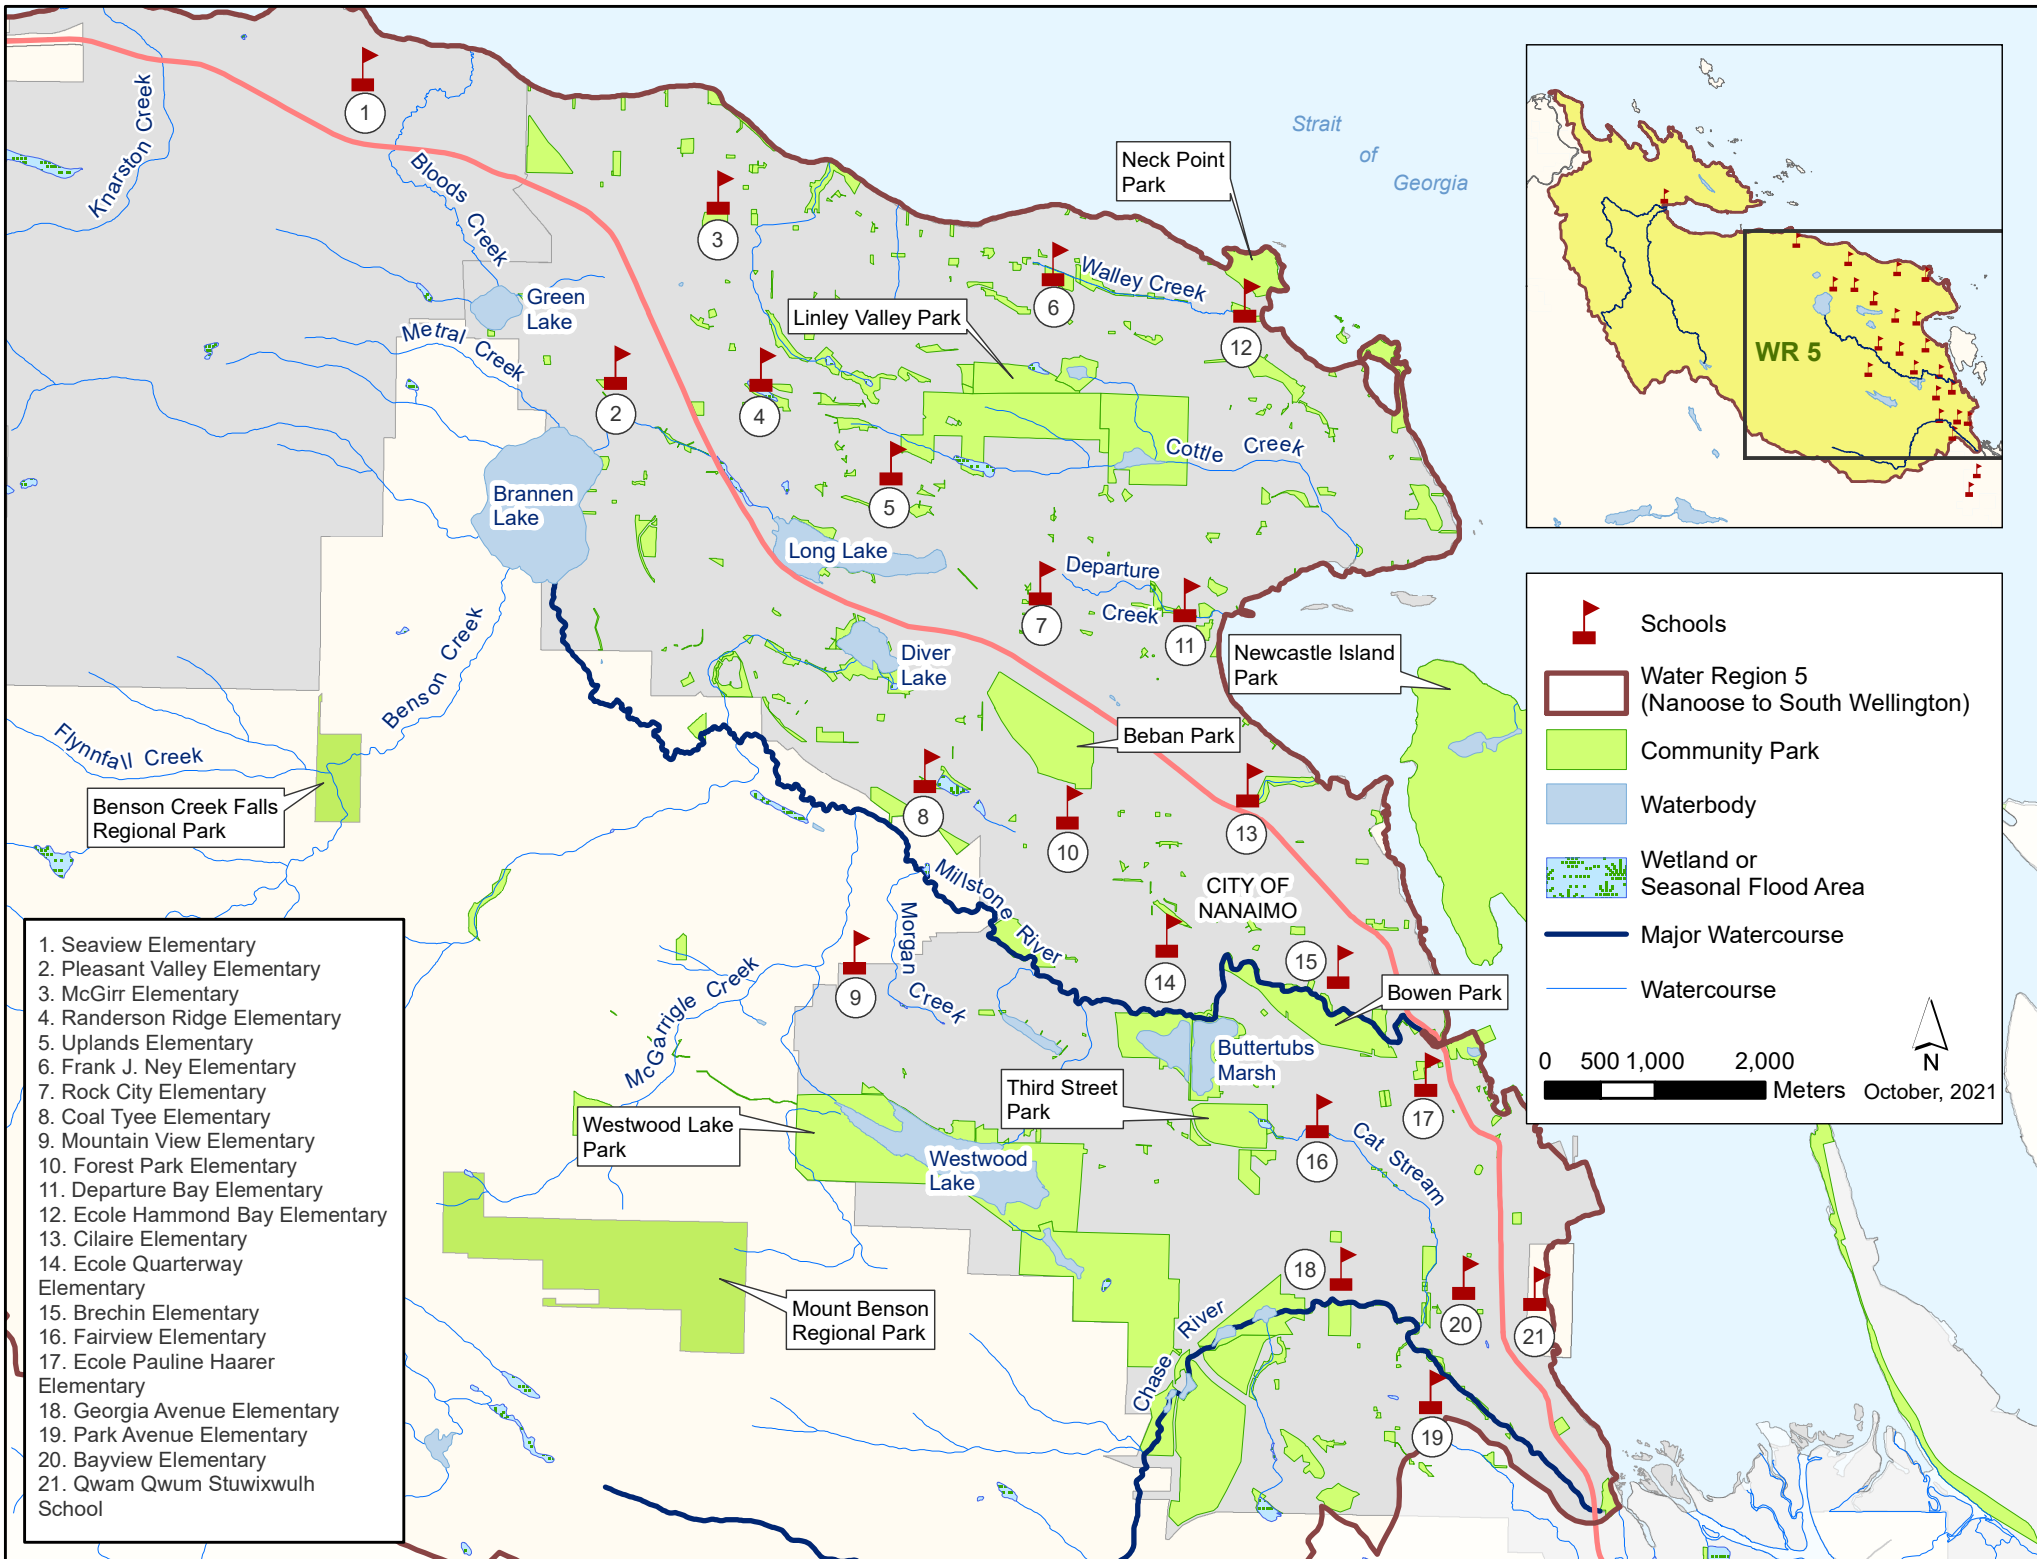 Strait
of
Georgia
Neck Point
Park
Knarston Creek
1
Bloods Creek
3
6
Walley Creek
Green
Lake
Linley Valley Park
12
Metral Creek
2
4
WR 5
Cottle Creek
Brannen
Lake
5
Long Lake
Departure
Creek
7
11
Benson Creek
Diver
Lake
Newcastle Island
Park
Flynnfall Creek
Beban Park
Benson Creek Falls
Regional Park
8
10
13
Millstone River
CITY OF
NANAIMO
Morgan Creek
McGarrigle Creek
9
14
15
Bowen Park
Buttertubs
Marsh
Third Street
Park
17
Westwood Lake
Park
Westwood
Lake
16
Cat Stream
Mount Benson
Regional Park
18
Chase River
20
21
19
Schools
Water Region 5
(Nanoose to South Wellington)
Community Park
Waterbody
Wetland or
Seasonal Flood Area
Major Watercourse
Watercourse
N
0 500 1,000 2,000
Meters
October, 2021
1. Seaview Elementary
2. Pleasant Valley Elementary
3. McGirr Elementary
4. Randerson Ridge Elementary
5. Uplands Elementary
6. Frank J. Ney Elementary
7. Rock City Elementary
8. Coal Tyee Elementary
9. Mountain View Elementary
10. Forest Park Elementary
11. Departure Bay Elementary
12. Ecole Hammond Bay Elementary
13. Cilaire Elementary
14. Ecole Quarterway
Elementary
15. Brechin Elementary
16. Fairview Elementary
17. Ecole Pauline Haarer
Elementary
18. Georgia Avenue Elementary
19. Park Avenue Elementary
20. Bayview Elementary
21. Qwam Qwum Stuwixwulh
School